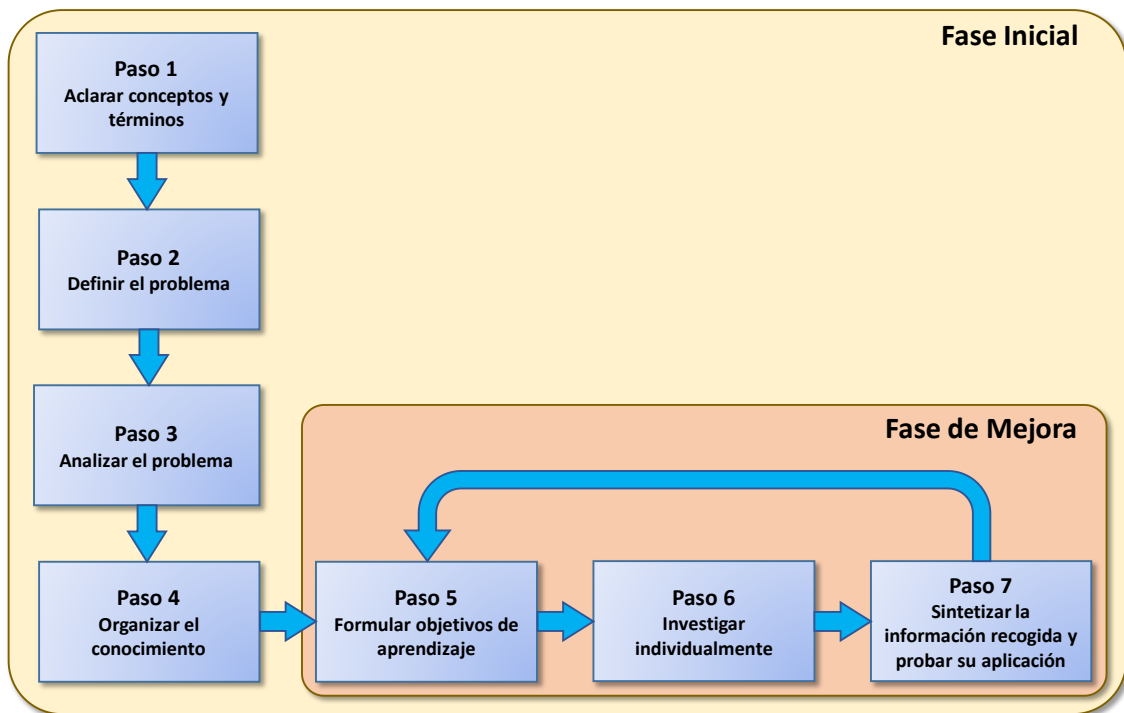 Fase Inicial
Paso 1
Aclarar conceptos y
términos
Paso 2
Definir el problema
Paso 3
Analizar el problema
Fase de Mejora
Paso 4
Organizar el
conocimiento
Paso 5
Formular objetivos de
aprendizaje
Paso 6
Investigar
individualmente
Paso 7
Sintetizar la
información recogida y
probar su aplicación